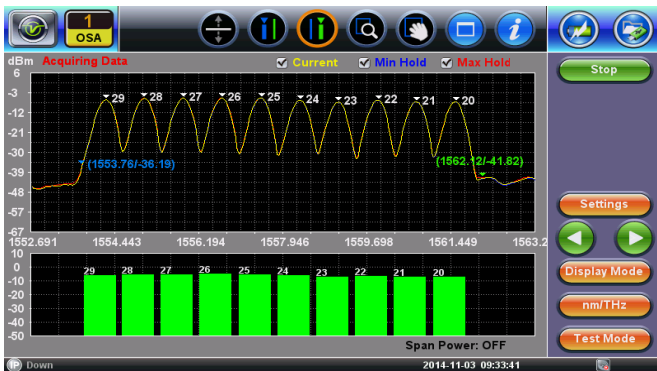 1
OSA
dBm Acquiring Data Current Min Hold Max Hold
Stop
6
-3
-12
-21
-30
-39
-48
-57
-67
29 28 27 26 25 24 23 22 21 20
(1553.76/-36.19)
(1562.12/-41.82)
1552.691 1554.443 1556.194 1557.946 1559.698 1561.449 1563.2
Settings
10
0
-10
-20
-30
-40
-50
29 28 27 26 25 24 23 22 21 20
Display Mode
nm/THz
Span Power: OFF
Test Mode
IP Down
2014-11-03 09:33:41